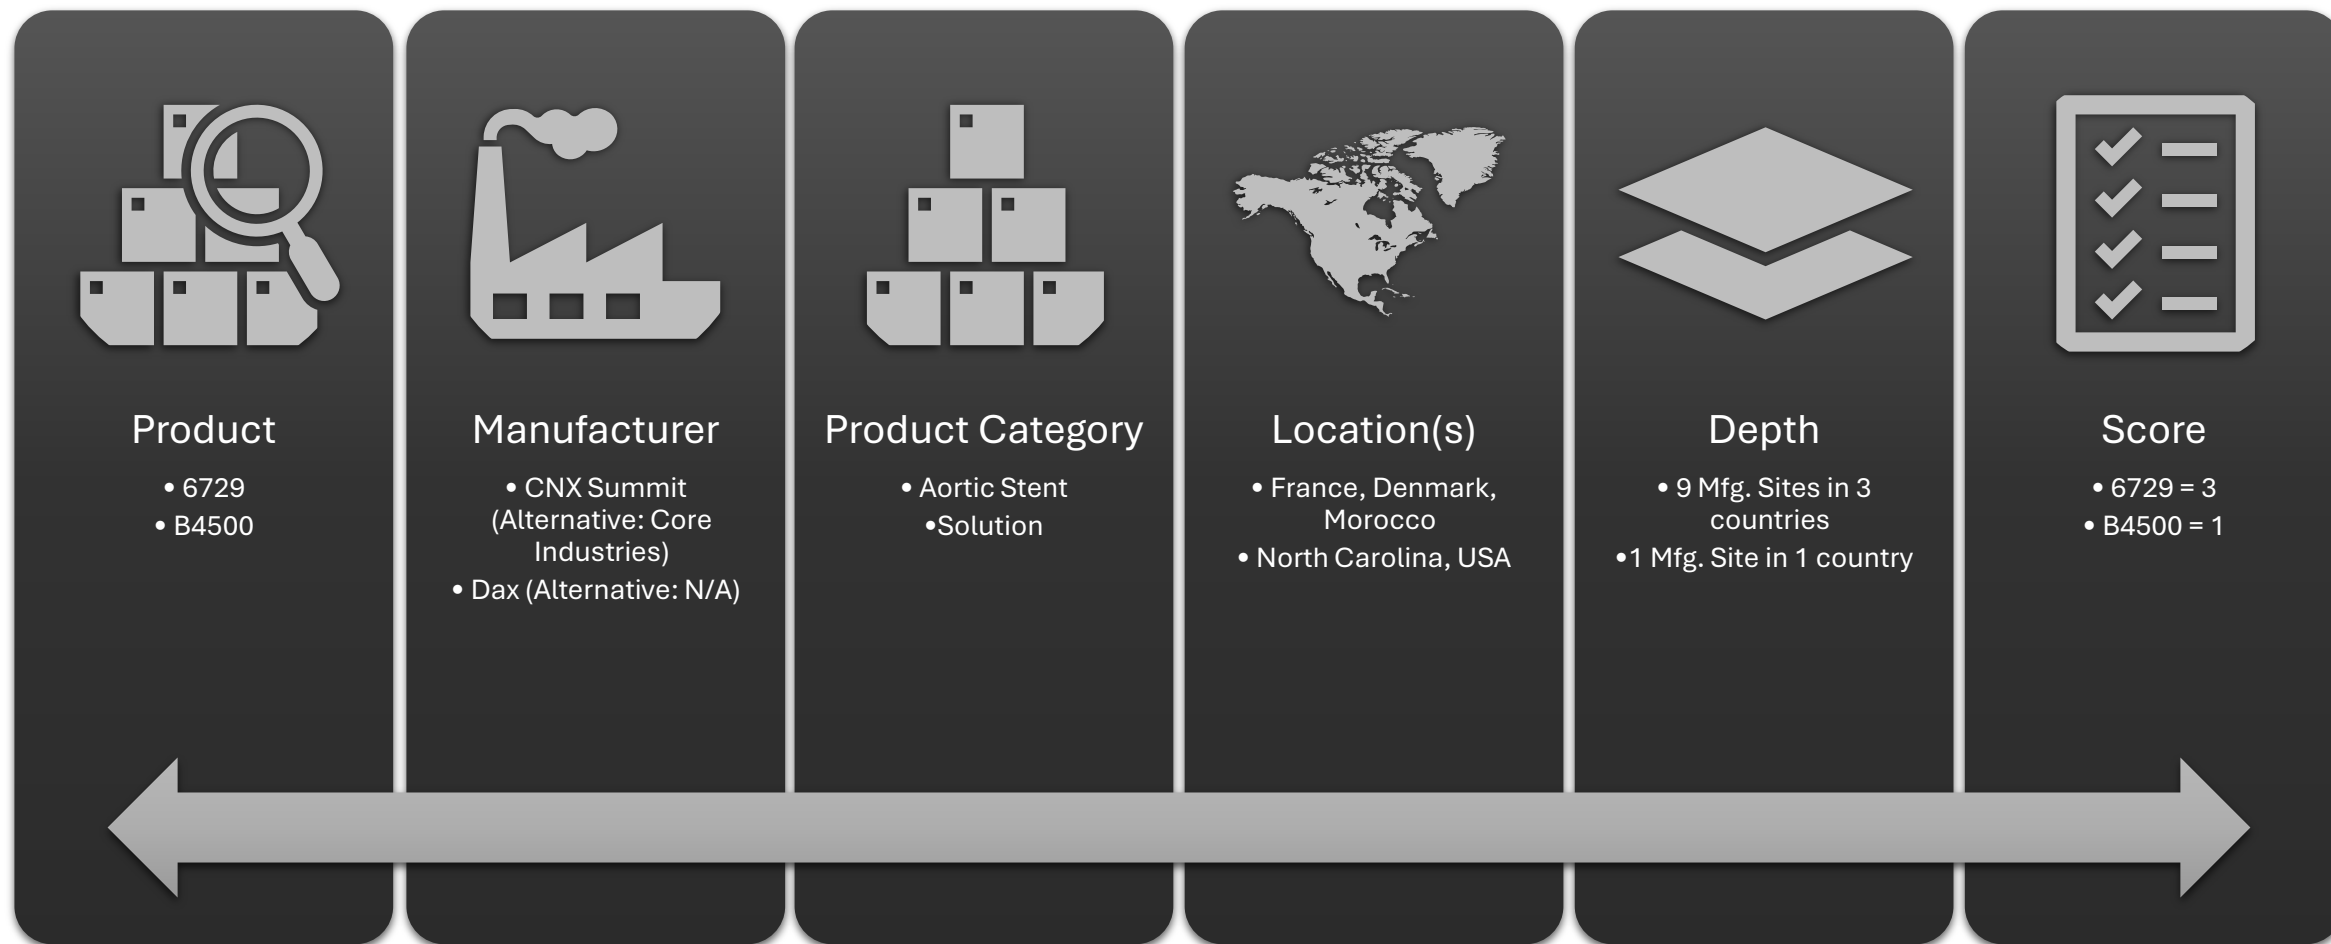 Product
• 6729
• B4500
Manufacturer
• CNX Summit
(Alternative: Core
Industries)
• Dax (Alternative: N/A)
Product Category
• Aortic Stent
•Solution
Location(s)
• France, Denmark,
Morocco
• North Carolina, USA
Depth
• 9 Mfg. Sites in 3
countries
•1 Mfg. Site in 1 country
Score
• 6729 = 3
• B4500 = 1